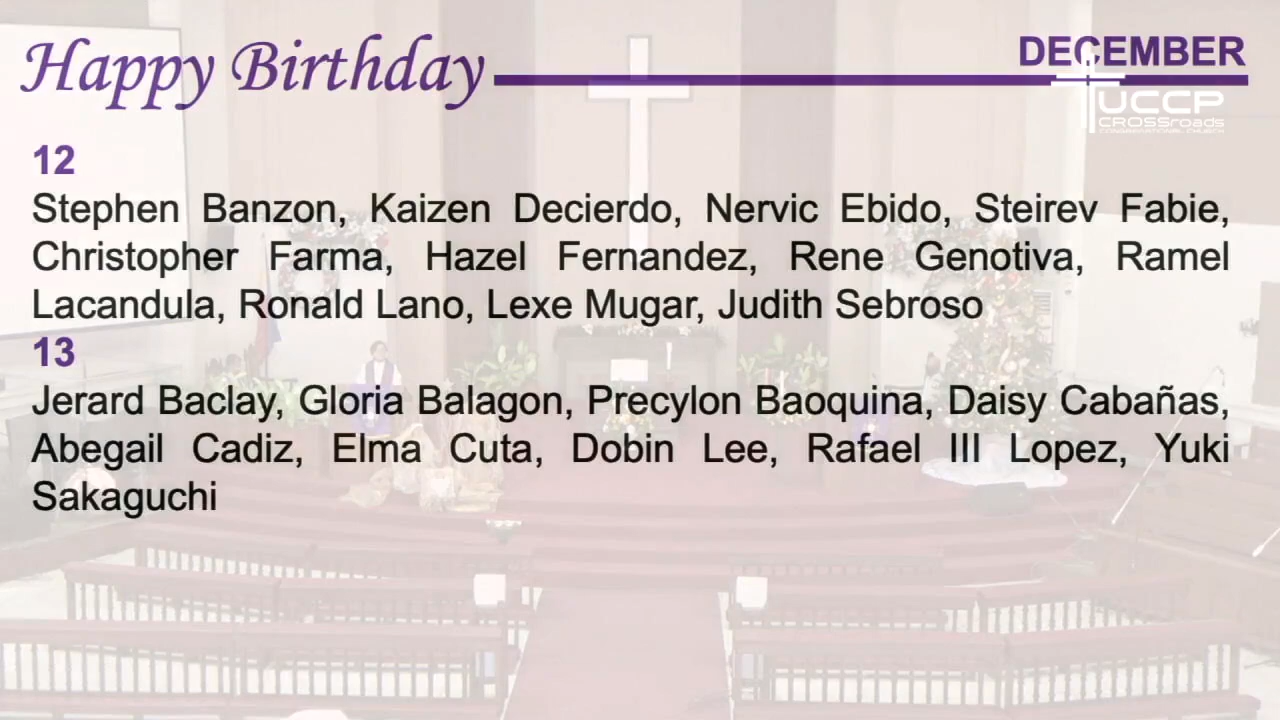 Happy Birthday
DECEMBER
UCCP
CROSSroads
CONGREGATIONAL CHURCH
12
Stephen Banzon, Kaizen Decierdo, Nervic Ebido, Steirev Fabie,
Christopher Farma, Hazel Fernandez, Rene Genotiva, Ramel
Lacandula, Ronald Lano, Lexe Mugar, Judith Sebroso
13
Jerard Baclay, Gloria Balagon, Precylon Baoquina, Daisy Cabañas,
Abegail Cadiz, Elma Cuta, Dobin Lee, Rafael III Lopez, Yuki
Sakaguchi